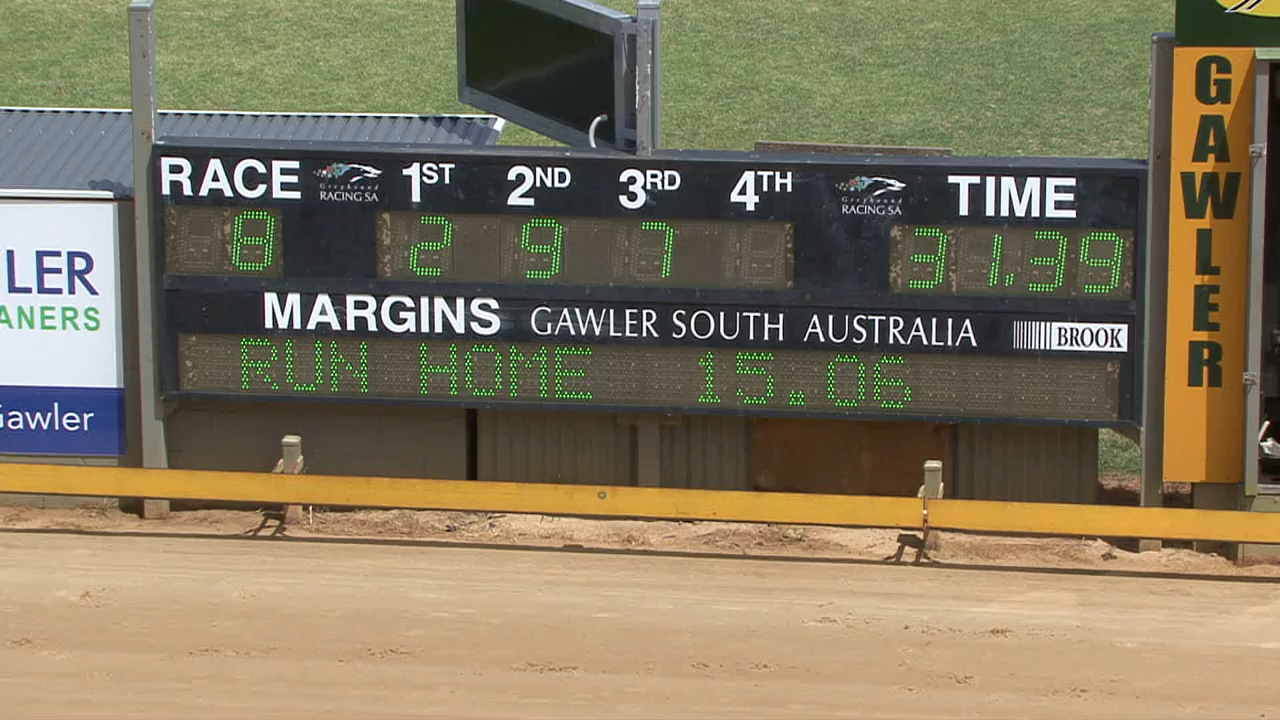 RACE 1ST 2ND 3RD 4TH TIME
Greyhound RACING SA
Greyhound RACING SA
8 2 9 7 31.39
MARGINS GAWLER SOUTH AUSTRALIA BROOK
RUN HOME 15.06
GAWLER
LER
ANERS
Gawler